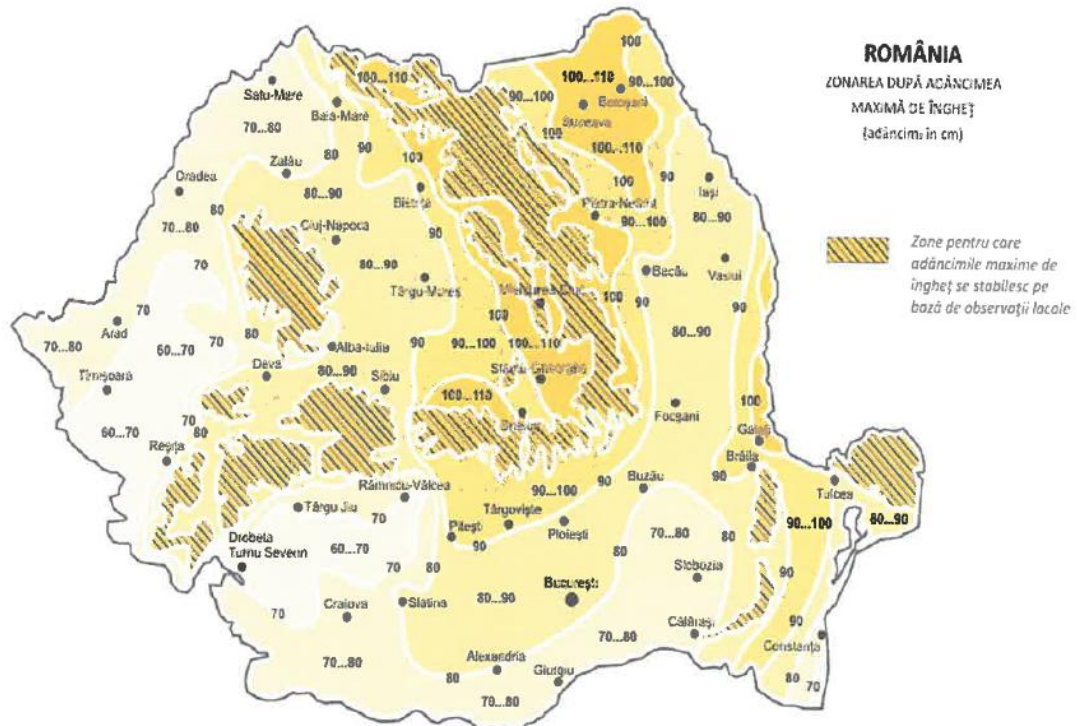 ROMÂNIA
ZONAREA DUPĂ ADÂNCIMEA
MAXIMĂ DE ÎNGHEȚ
(adâncimi în cm)
Zone pentru care
adâncimile maxime de
îngheț se stabilesc pe
bază de observații locale
100
100...110
100...110
90...100
90...100
Botoșani
Suceava
Satu-Mare
Baia-Mare
70...80
80
90
100
100
100...110
Zalău
80...90
Oradea
80
Bistrița
100
90
Iași
Piatra-Neamț
80...90
90...100
70...80
Cluj-Napoca
90
70
80...90
Târgu-Mureș
Bacău
Vaslui
Miercurea-Ciuc
100
90
90
70
Arad
100
80...90
70...80
60...70
70
80
Alba-Iulia
90
90...100
100...110
Timișoara
Deva
80...90
Sibiu
Sfântu-Gheorghe
100...110
60...70
70
80
Brașov
Focșani
100
Galați
Reșița
Brăila
Râmnicu-Vâlcea
90...100
90
Buzău
90
Tulcea
Târgu Jiu
70
Târgoviște
Pitești
Ploiești
90
70...80
80
90...100
80...90
Drobeta
Turnu Severin
60...70
70
80
80
Slobozia
90
București
70
Craiova
Slatina
80...90
Călărași
90
70...80
70...80
Constanța
Alexandria
80
Giurgiu
80
70
70...80